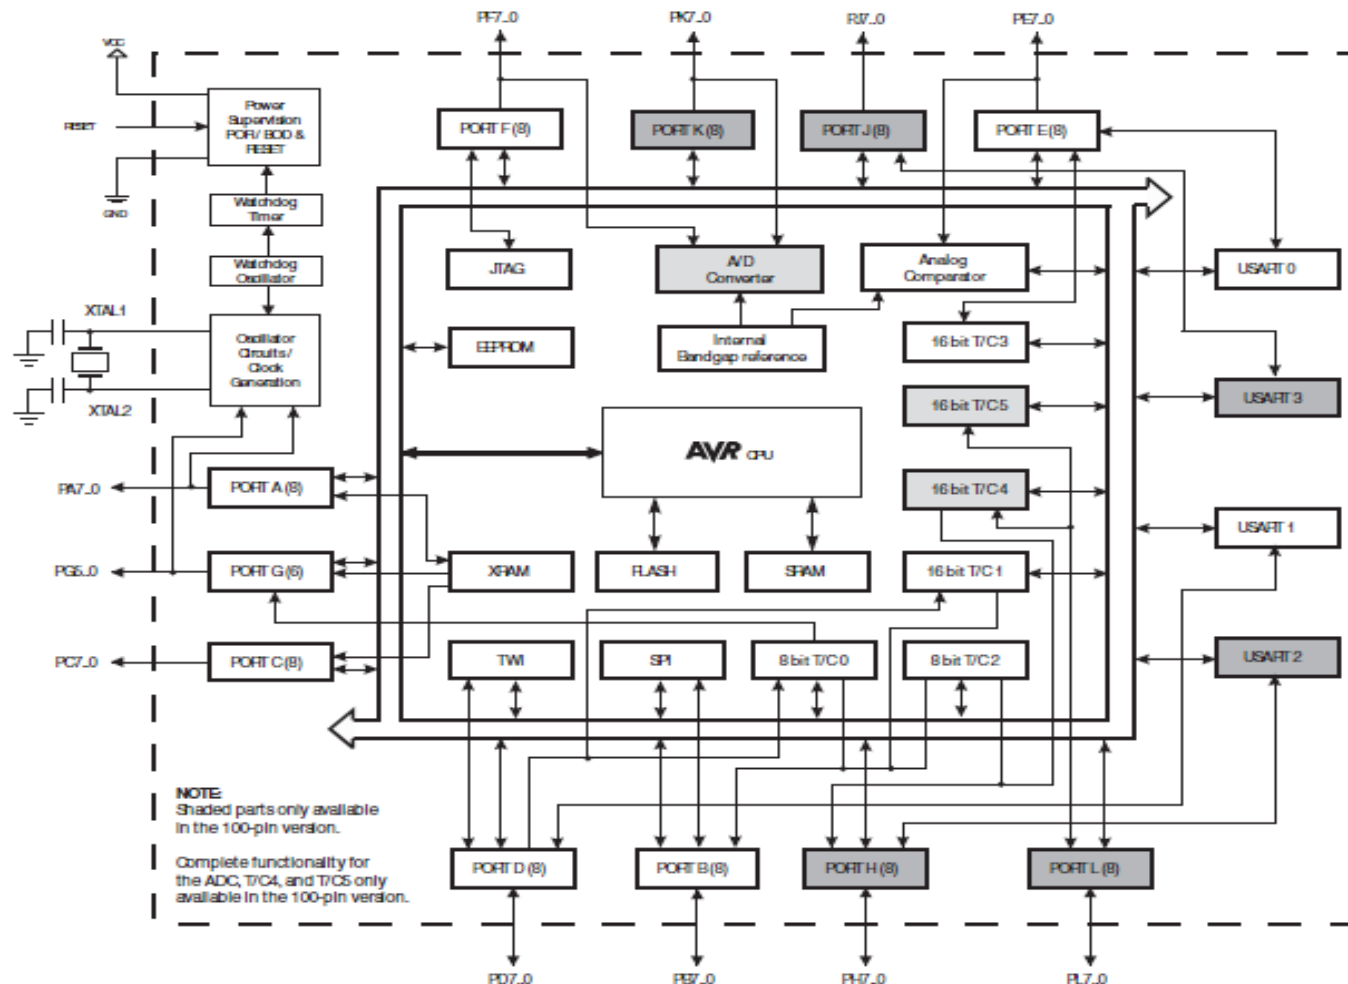 PF7..0
PK7..0
PJ7..0
PE7..0
VCC
RESET
GND
Power
Supervision
POR / BOD &
RESET
PORT F (8)
PORT K (8)
PORT J (8)
PORT E (8)
Watchdog
Timer
Watchdog
Oscillator
JTAG
A/D
Converter
Analog
Comparator
USART 0
XTAL1
Oscillator
Circuits /
Clock
Generation
XTAL2
EEPROM
Internal
Bandgap reference
16 bit T/C 3
16 bit T/C 5
USART 3
AVR CPU
PA7..0
PORT A (8)
16 bit T/C 4
USART 1
PG5..0
PORT G (6)
XRAM
FLASH
SRAM
16 bit T/C 1
PC7..0
PORT C (8)
TWI
SPI
8 bit T/C 0
8 bit T/C 2
USART 2
NOTE:
Shaded parts only available
in the 100-pin version.
Complete functionality for
the ADC, T/C4, and T/C5 only
available in the 100-pin version.
PORT D (8)
PORT B (8)
PORT H (8)
PORT L (8)
PD7..0
PB7..0
PH7..0
PL7..0